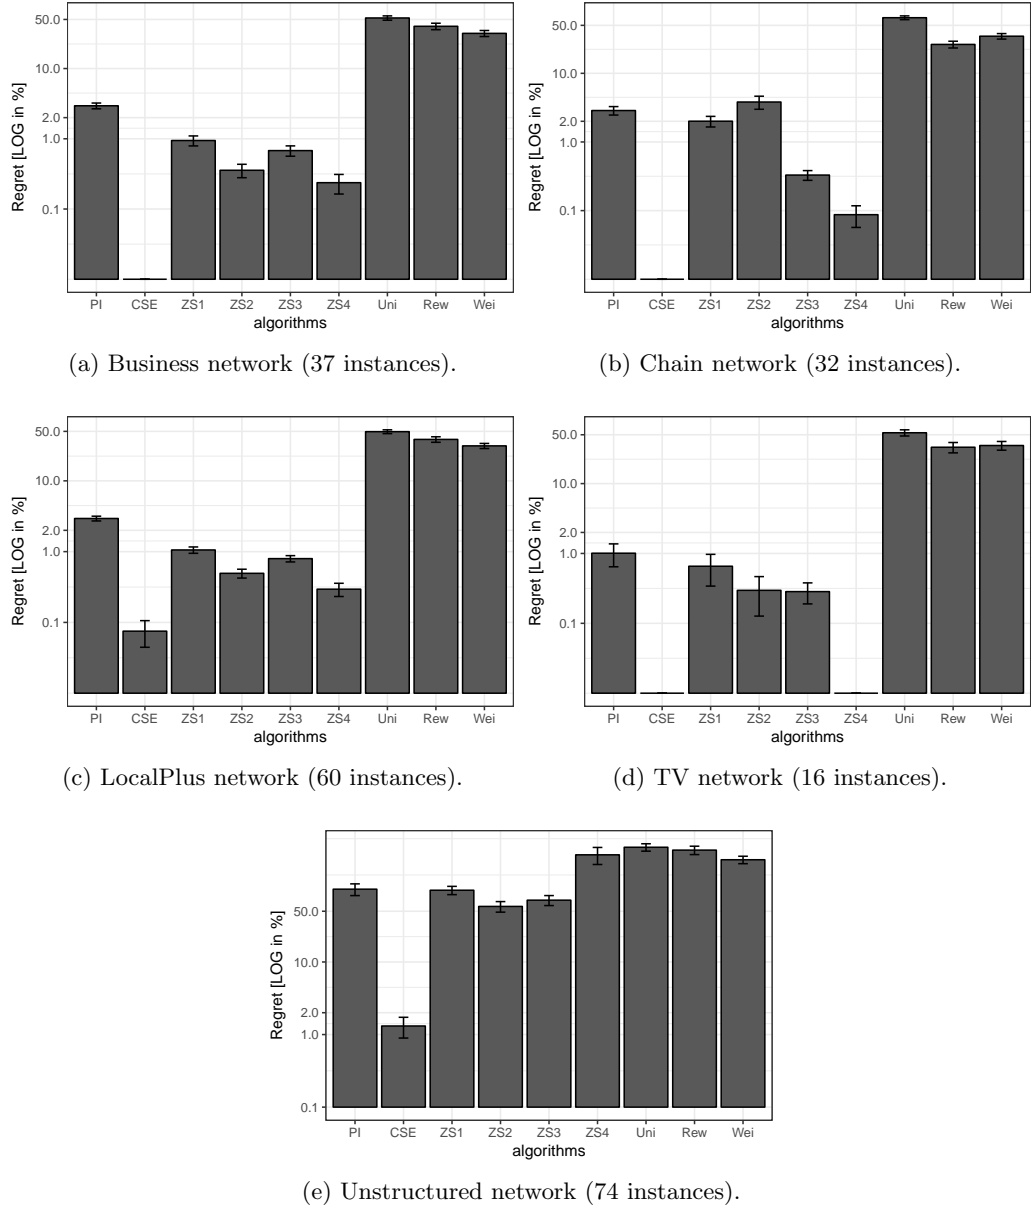 Regret [LOG in %]
50.0
10.0
2.0
1.0
0.1
PI CSE ZS1 ZS2 ZS3 ZS4 Uni Rew Wei
algorithms
(a) Business network (37 instances).
Regret [LOG in %]
50.0
10.0
2.0
1.0
0.1
PI CSE ZS1 ZS2 ZS3 ZS4 Uni Rew Wei
algorithms
(b) Chain network (32 instances).
Regret [LOG in %]
50.0
10.0
2.0
1.0
0.1
PI CSE ZS1 ZS2 ZS3 ZS4 Uni Rew Wei
algorithms
(c) LocalPlus network (60 instances).
Regret [LOG in %]
50.0
10.0
2.0
1.0
0.1
PI CSE ZS1 ZS2 ZS3 ZS4 Uni Rew Wei
algorithms
(d) TV network (16 instances).
Regret [LOG in %]
50.0
10.0
2.0
1.0
0.1
PI CSE ZS1 ZS2 ZS3 ZS4 Uni Rew Wei
algorithms
(e) Unstructured network (74 instances).